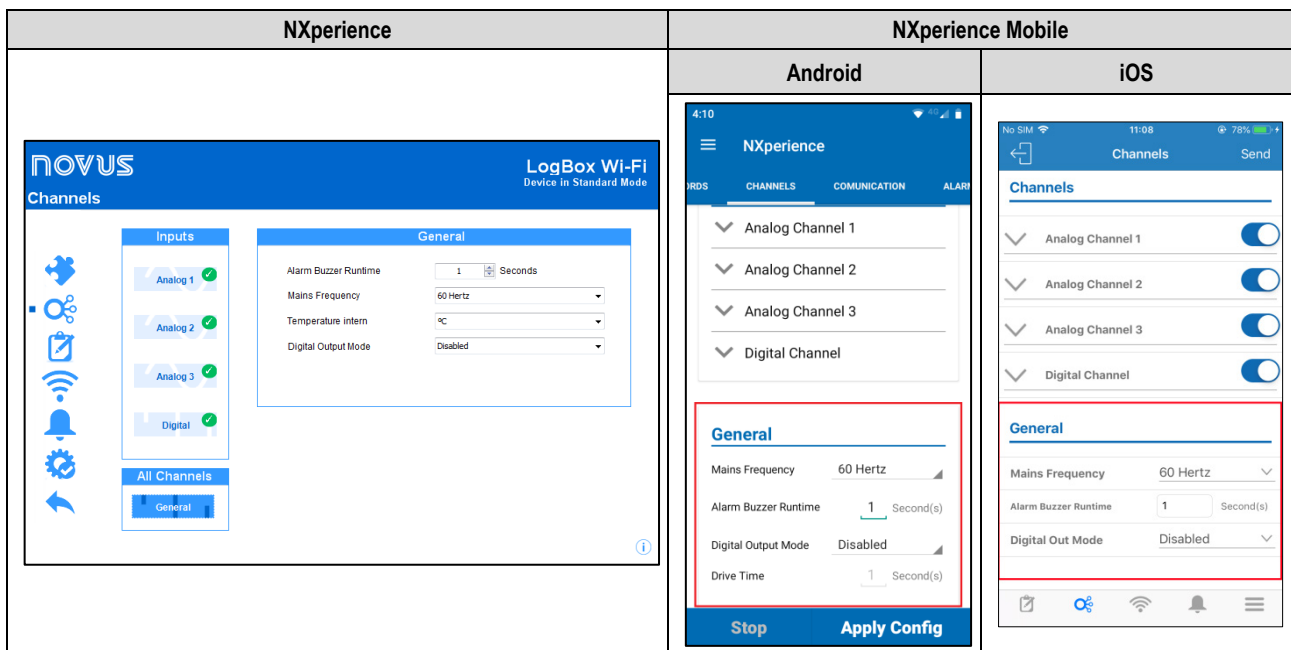 NXperience
NXperience Mobile
Android
iOS
NOVUS
LogBox Wi-Fi
Device in Standard Mode
Channels
Inputs
Analog 1
Analog 2
Analog 3
Digital
All Channels
General
General
Alarm Buzzer Runtime 1 Seconds
Mains Frequency 60 Hertz
Temperature intern ºC
Digital Output Mode Disabled
4:10 4G
NXperience
RDS CHANNELS COMUNICATION ALAR
Analog Channel 1
Analog Channel 2
Analog Channel 3
Digital Channel
General
Mains Frequency 60 Hertz
Alarm Buzzer Runtime 1 Second(s)
Digital Output Mode Disabled
Drive Time 1 Second(s)
Stop Apply Config
No SIM 11:08 78%
Channels Send
Channels
Analog Channel 1
Analog Channel 2
Analog Channel 3
Digital Channel
General
Mains Frequency 60 Hertz
Alarm Buzzer Runtime 1 Second(s)
Digital Out Mode Disabled